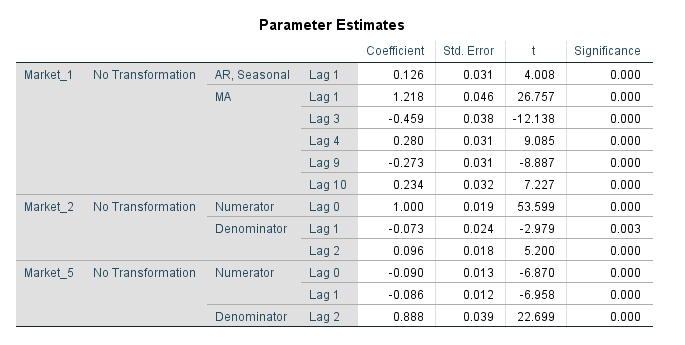 Parameter Estimates
Coefficient Std. Error t Significance
Market_1 No Transformation AR, Seasonal Lag 1 0.126 0.031 4.008 0.000
MA Lag 1 1.218 0.046 26.757 0.000
Lag 3 -0.459 0.038 -12.138 0.000
Lag 4 0.280 0.031 9.085 0.000
Lag 9 -0.273 0.031 -8.887 0.000
Lag 10 0.234 0.032 7.227 0.000
Market_2 No Transformation Numerator Lag 0 1.000 0.019 53.599 0.000
Denominator Lag 1 -0.073 0.024 -2.979 0.003
Lag 2 0.096 0.018 5.200 0.000
Market_5 No Transformation Numerator Lag 0 -0.090 0.013 -6.870 0.000
Lag 1 -0.086 0.012 -6.958 0.000
Denominator Lag 2 0.888 0.039 22.699 0.000